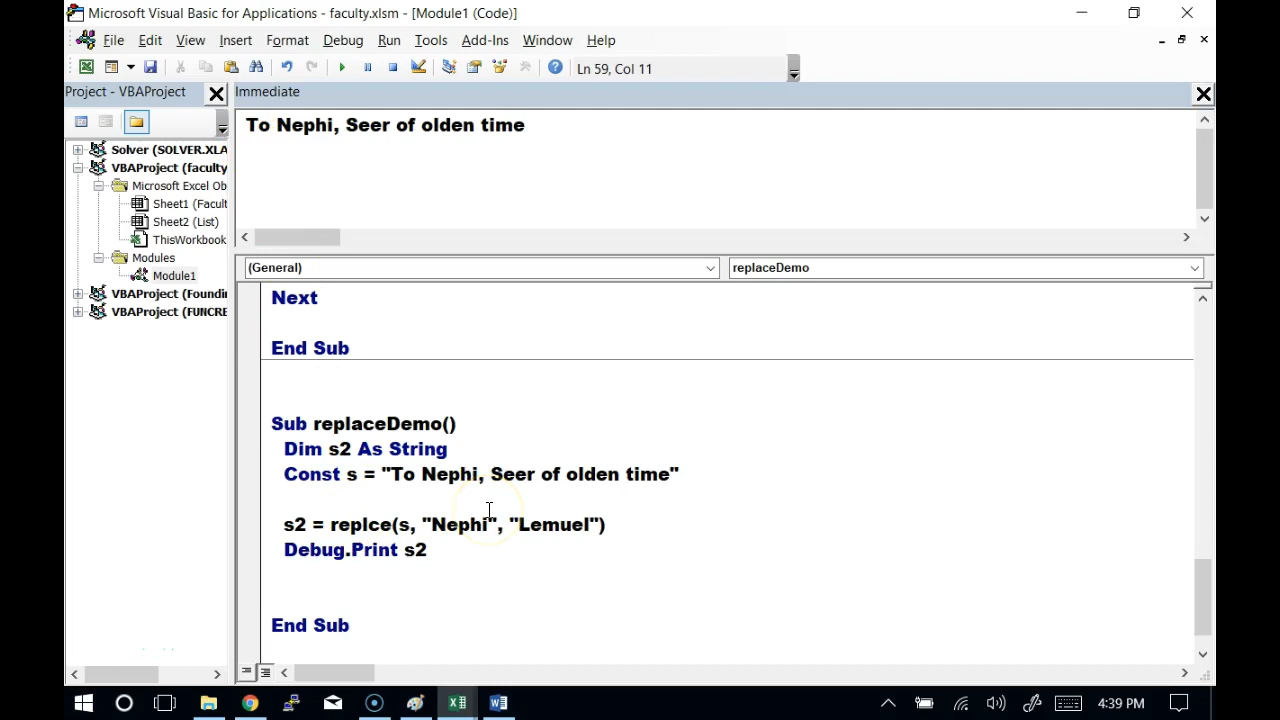 Microsoft Visual Basic for Applications - faculty.xlsm - [Module1 (Code)]
File Edit View Insert Format Debug Run Tools Add-Ins Window Help
Ln 59, Col 11
Project - VBAProject
Immediate
To Nephi, Seer of olden time
Solver (SOLVER.XLA
VBAProject (faculty
Microsoft Excel Ob
Sheet1 (Facult
Sheet2 (List)
ThisWorkbook
Modules
Module1
VBAProject (Foundin
VBAProject (FUNCRE
(General)
replaceDemo
Next
End Sub
Sub replaceDemo()
Dim s2 As String
Const s = "To Nephi, Seer of olden time"
s2 = replce(s, "Nephi", "Lemuel")
Debug.Print s2
End Sub
4:39 PM